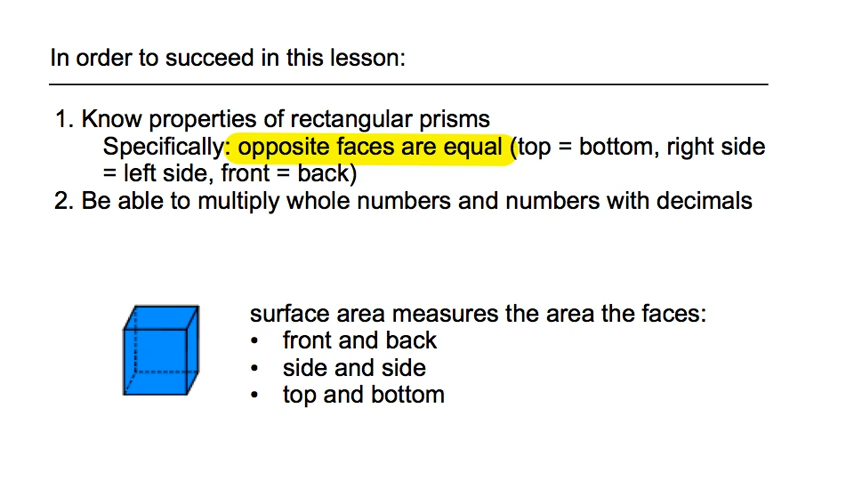 In order to succeed in this lesson:
1. Know properties of rectangular prisms
Specifically: opposite faces are equal (top = bottom, right side
= left side, front = back)
2. Be able to multiply whole numbers and numbers with decimals
surface area measures the area the faces:
• front and back
• side and side
• top and bottom